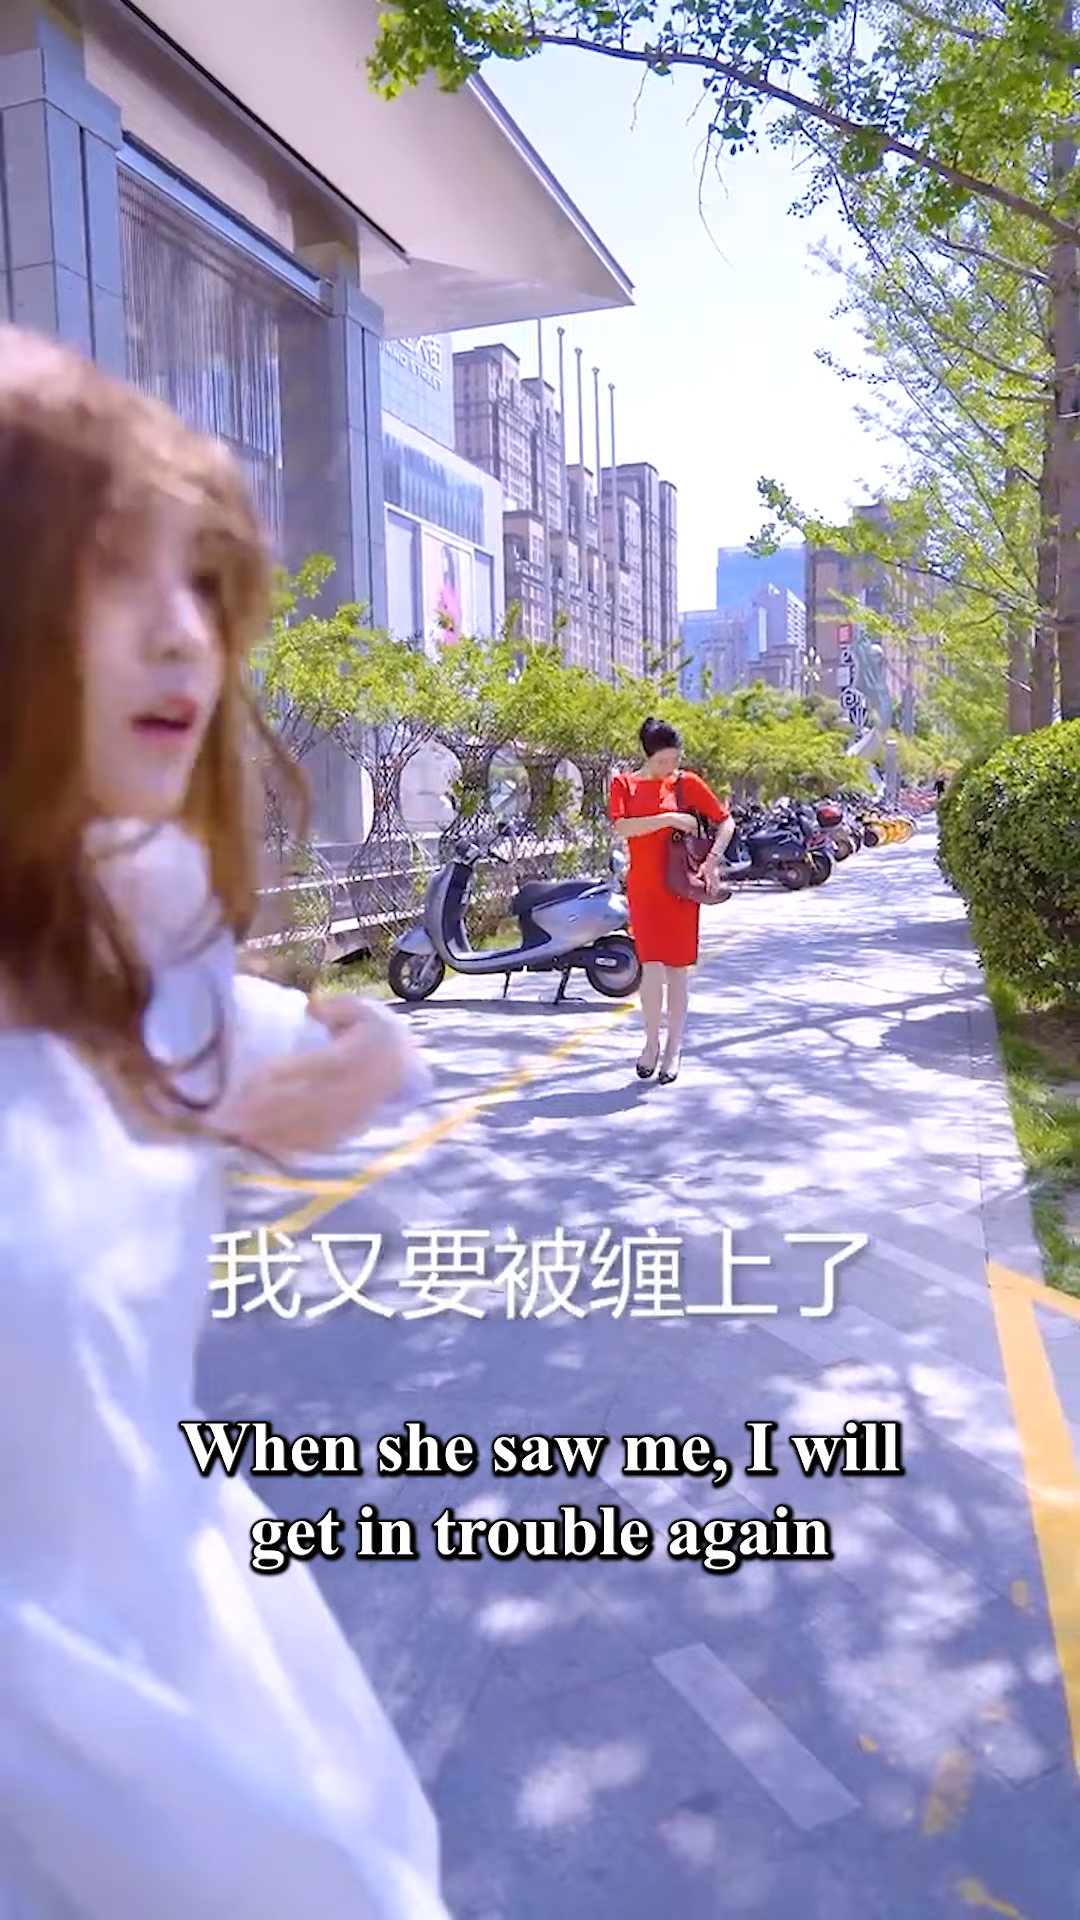 我又要被缠上了
When she saw me, I will
get in trouble again